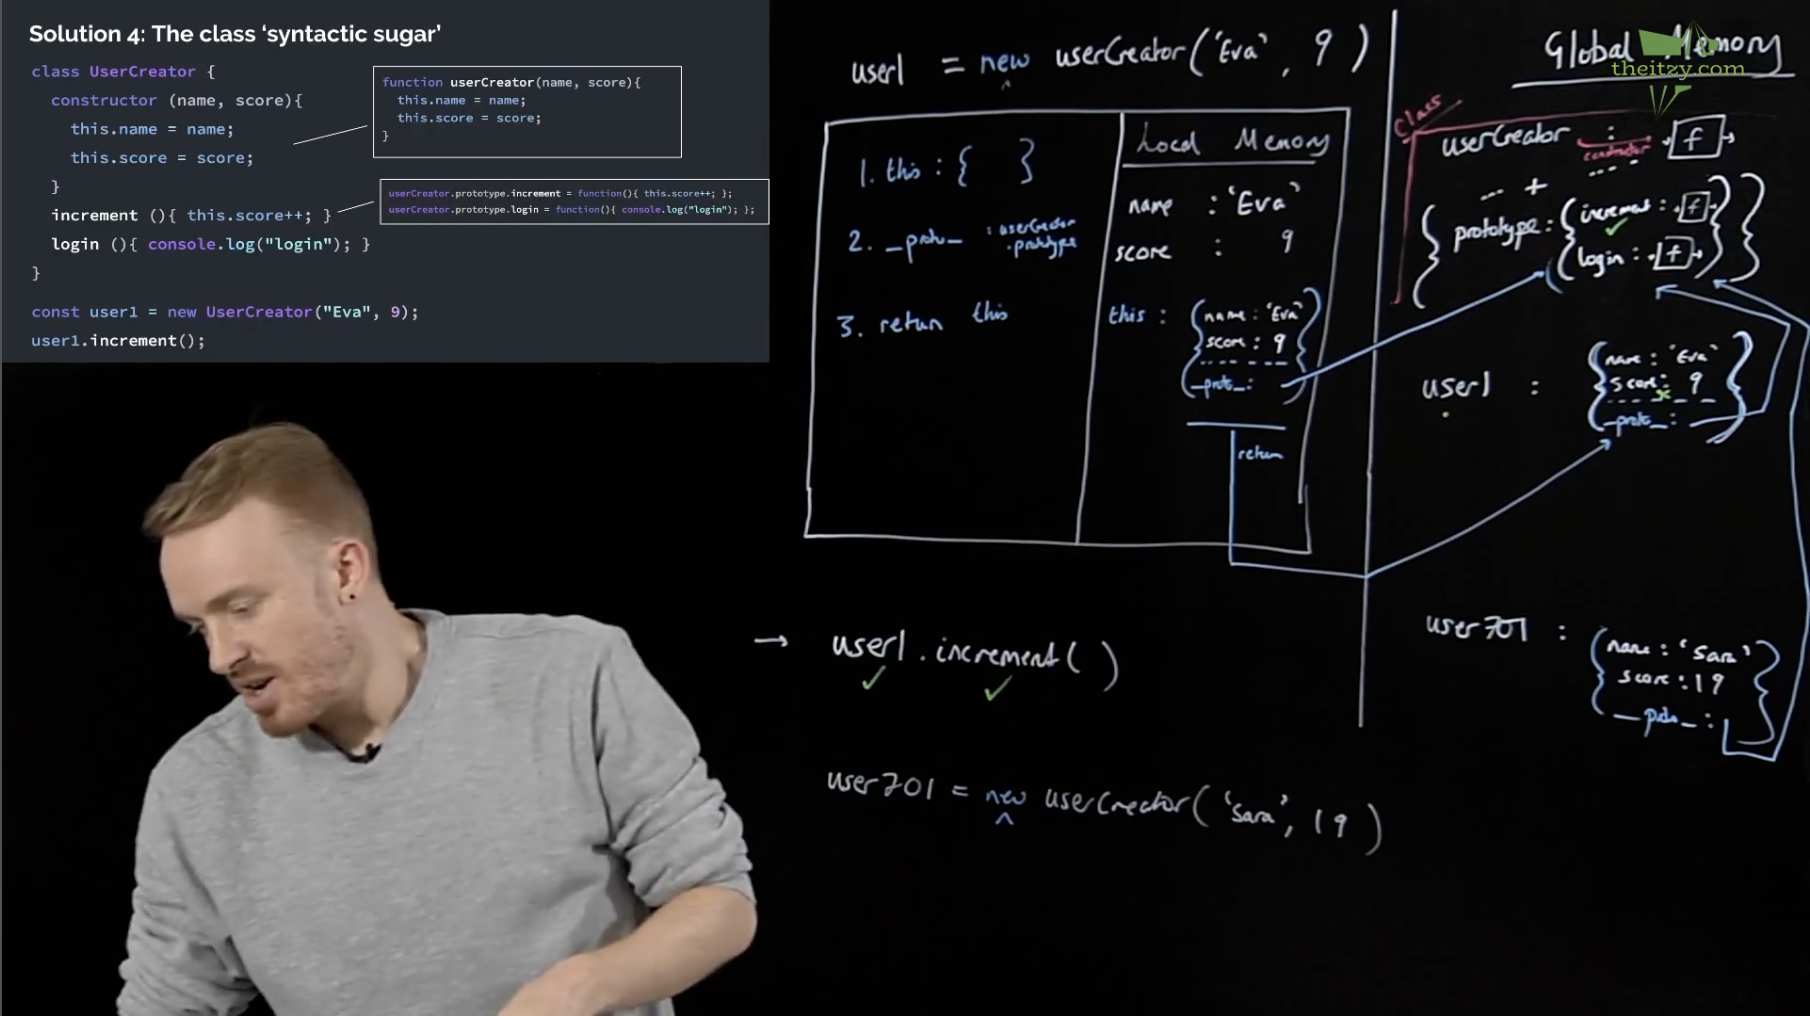 Solution 4: The class ‘syntactic sugar’
class UserCreator {
constructor (name, score){
this.name = name;
this.score = score;
}
increment (){ this.score++; }
login (){ console.log("login"); }
}
const user1 = new UserCreator("Eva", 9);
user1.increment();
function userCreator(name, score){
this.name = name;
this.score = score;
}
userCreator.prototype.increment = function(){ this.score++; };
userCreator.prototype.login = function(){ console.log("login"); };
user1 = new userCreator('Eva', 9)
^
1. this : { }
2. __proto__ : userCreator
.prototype
3. return this
Local Memory
name : 'Eva'
score : 9
this : { name : 'Eva'
score : 9
__proto__ : }
return
Global Memory
theitzy.com
Class
userCreator : f
constructor
... + ...
{ prototype : { increment : f
login : f } }
user1 : { name : 'Eva'
score : 9
__proto__ : }
user701 : { name : 'Sara'
score : 19
__proto__ : }
→ user1.increment()
user701 = new userCreator('Sara', 19)
^